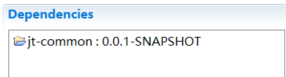 Dependencies
jt-common : 0.0.1-SNAPSHOT